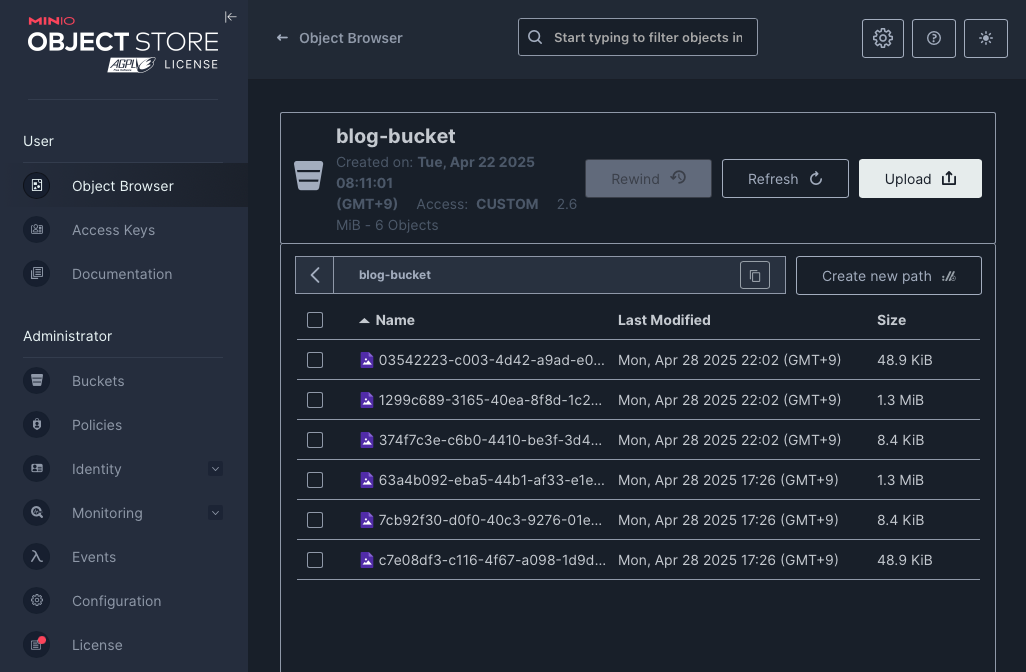 MINIO
OBJECT STORE
AGPLv3 LICENSE
User
Object Browser
Access Keys
Documentation
Administrator
Buckets
Policies
Identity
Monitoring
Events
Configuration
License
Object Browser
Start typing to filter objects in
blog-bucket
Created on: Tue, Apr 22 2025
08:11:01
(GMT+9) Access: CUSTOM 2.6
MiB - 6 Objects
Rewind
Refresh
Upload
blog-bucket
Create new path
Name Last Modified Size
03542223-c003-4d42-a9ad-e0... Mon, Apr 28 2025 22:02 (GMT+9) 48.9 KiB
1299c689-3165-40ea-8f8d-1c2... Mon, Apr 28 2025 22:02 (GMT+9) 1.3 MiB
374f7c3e-c6b0-4410-be3f-3d4... Mon, Apr 28 2025 22:02 (GMT+9) 8.4 KiB
63a4b092-eba5-44b1-af33-e1e... Mon, Apr 28 2025 17:26 (GMT+9) 1.3 MiB
7cb92f30-d0f0-40c3-9276-01e... Mon, Apr 28 2025 17:26 (GMT+9) 8.4 KiB
c7e08df3-c116-4f67-a098-1d9d... Mon, Apr 28 2025 17:26 (GMT+9) 48.9 KiB